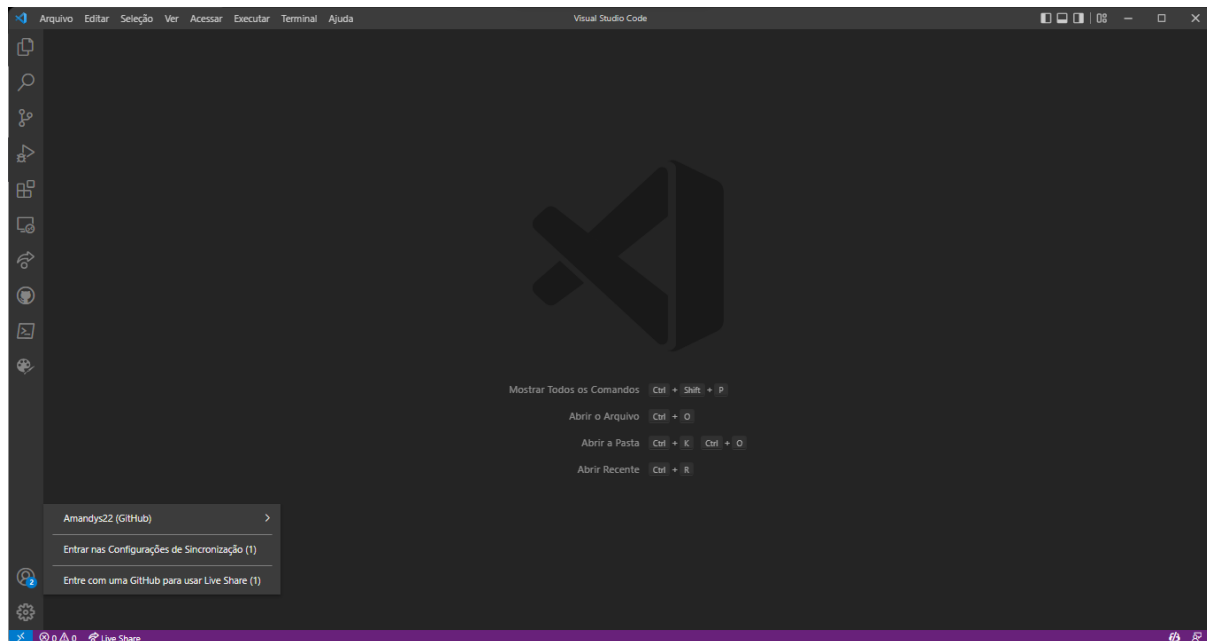 Arquivo Editar Seleção Ver Acessar Executar Terminal Ajuda
Visual Studio Code
Mostrar Todos os Comandos Ctrl + Shift + P
Abrir o Arquivo Ctrl + O
Abrir a Pasta Ctrl + K Ctrl + O
Abrir Recente Ctrl + R
Amandys22 (GitHub)
Entrar nas Configurações de Sincronização (1)
Entre com uma GitHub para usar Live Share (1)
2
0 0 Live Share